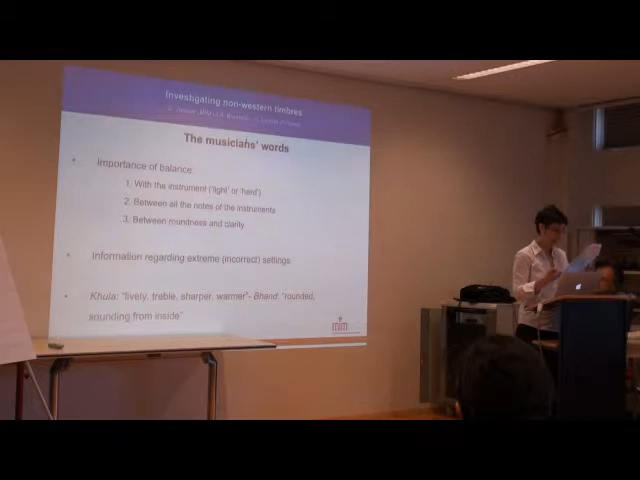 Investigating non-western timbres
The musicians' words
• Importance of balance:
1. With the instrument ('light' or 'hard')
2. Between all the notes of the instruments
3. Between roundness and clarity
• Information regarding extreme (incorrect) settings
• Khula: "lively, treble, sharper, warmer"- Bhand: "rounded,
sounding from inside"
mim